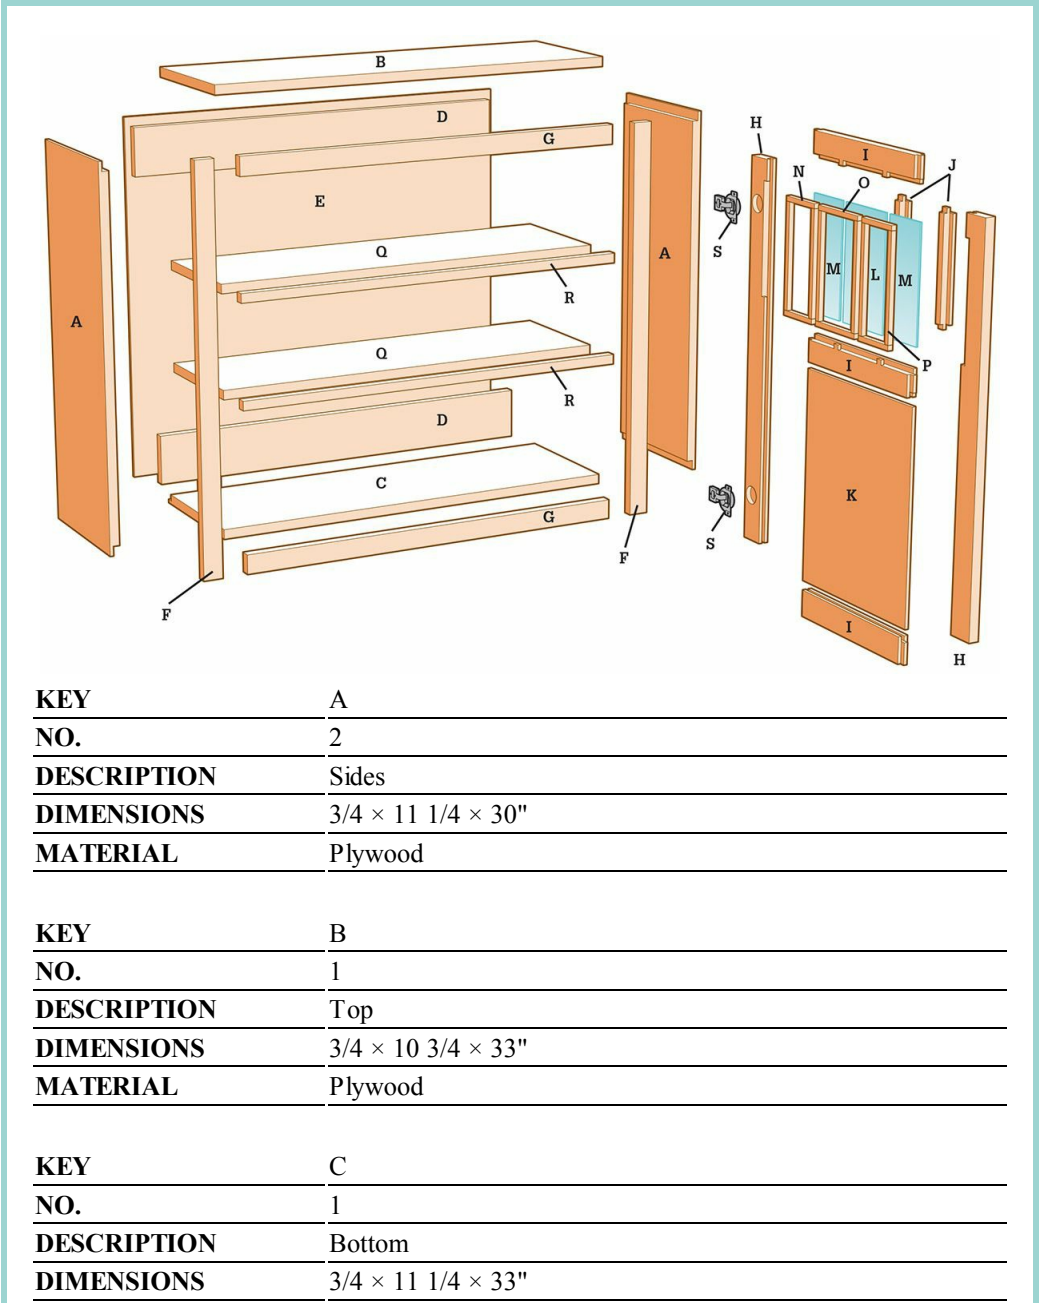 B
D
G
H
I
J
N
O
E
S
A
Q
M
L
M
R
A
I
P
Q
R
D
C
K
G
S
F
F
I
H
KEY A
NO. 2
DESCRIPTION Sides
DIMENSIONS 3/4 × 11 1/4 × 30"
MATERIAL Plywood
KEY B
NO. 1
DESCRIPTION Top
DIMENSIONS 3/4 × 10 3/4 × 33"
MATERIAL Plywood
KEY C
NO. 1
DESCRIPTION Bottom
DIMENSIONS 3/4 × 11 1/4 × 33"